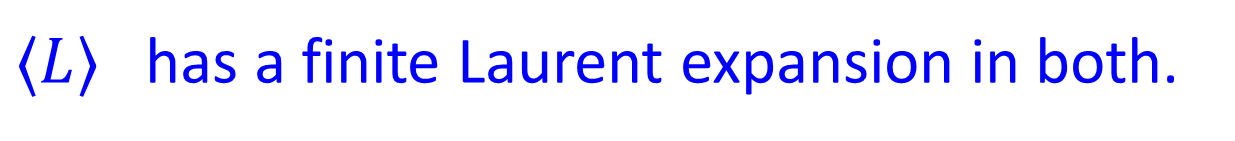 ⟨𝐿⟩ has a finite Laurent expansion in both.